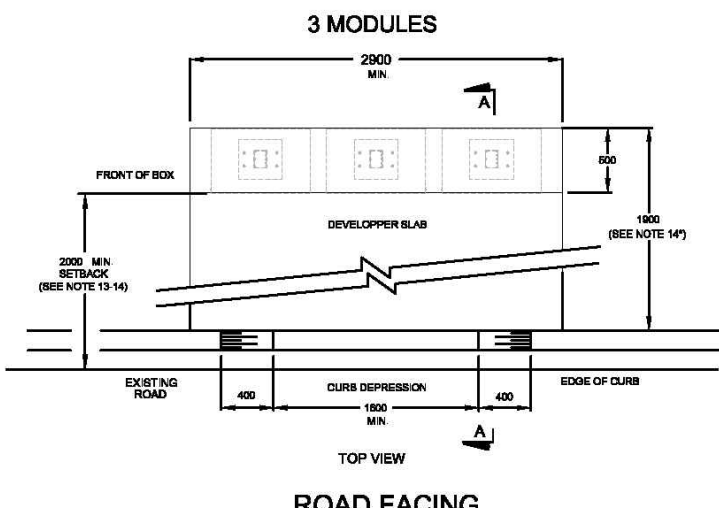 3 MODULES
2900
MIN.
A
FRONT OF BOX
500
DEVELOPPER SLAB
1900
(SEE NOTE 14*)
2000 MIN.
SETBACK
(SEE NOTE 13-14)
EXISTING
ROAD
CURB DEPRESSION
EDGE OF CURB
400
1500
MIN.
400
A
TOP VIEW
ROAD FACING